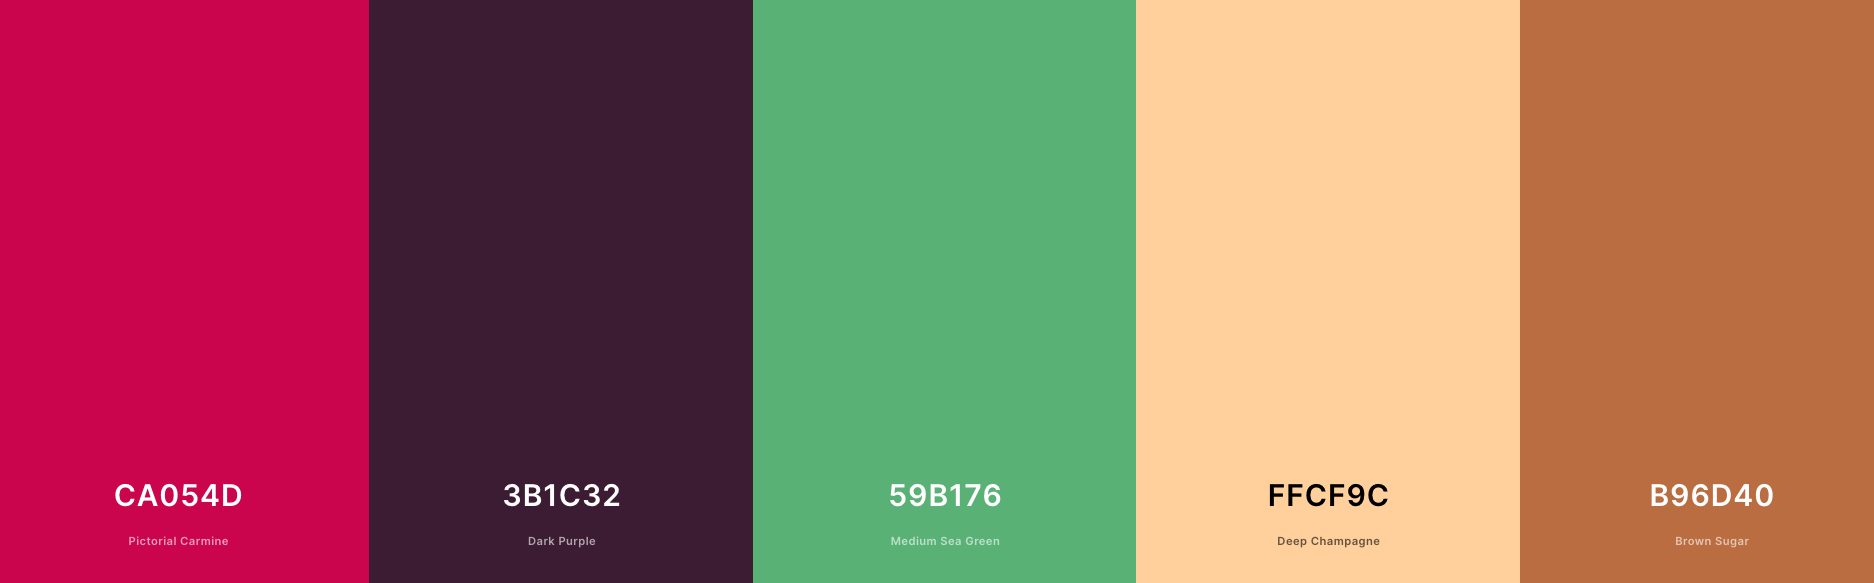 CA054D
Pictorial Carmine
3B1C32
Dark Purple
59B176
Medium Sea Green
FFCF9C
Deep Champagne
B96D40
Brown Sugar